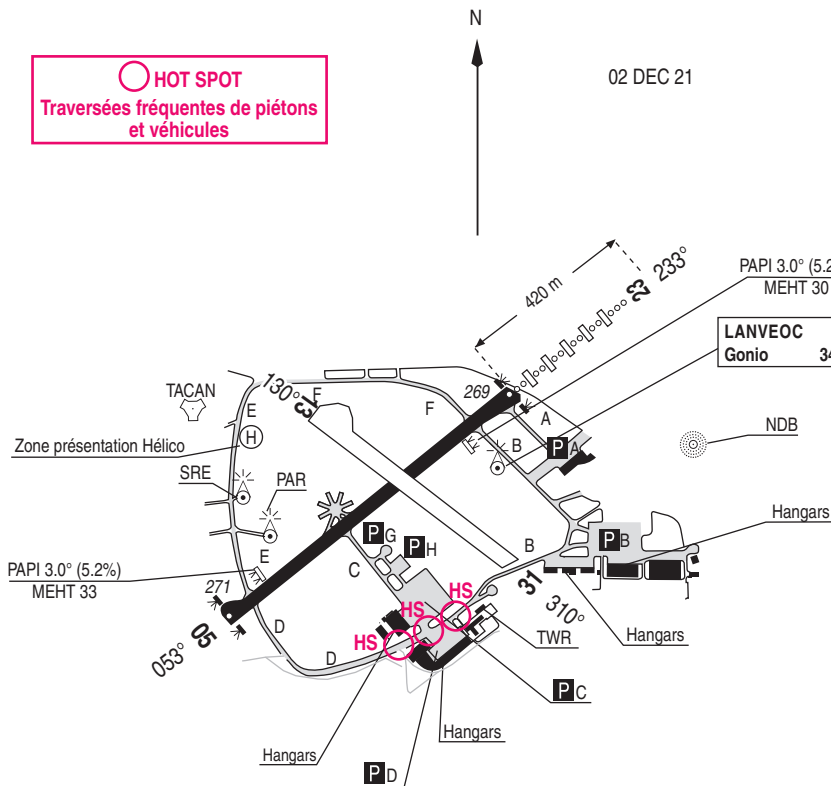 N
HOT SPOT
Traversées fréquentes de piétons
et véhicules
02 DEC 21
420 m
23
233°
PAPI 3.0° (5.2
MEHT 30
LANVEOC
Gonio 34
TACAN
E
130°
13
F
F
269
A
H
Zone présentation Hélico
B
P A
NDB
SRE
PAR
P G
P H
B
P B
Hangars
E
C
PAPI 3.0° (5.2%)
MEHT 33
271
31
310°
HS
HS
HS
D
05
053°
D
TWR
Hangars
P C
Hangars
Hangars
P D